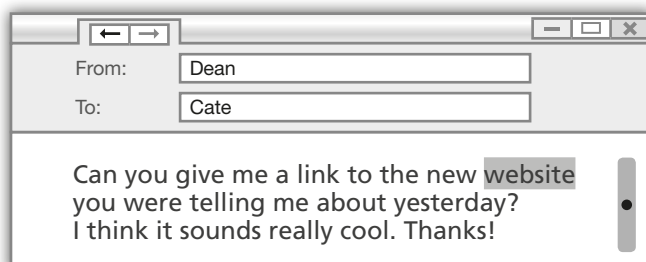 From:
Dean
To:
Cate
Can you give me a link to the new website
you were telling me about yesterday?
I think it sounds really cool. Thanks!